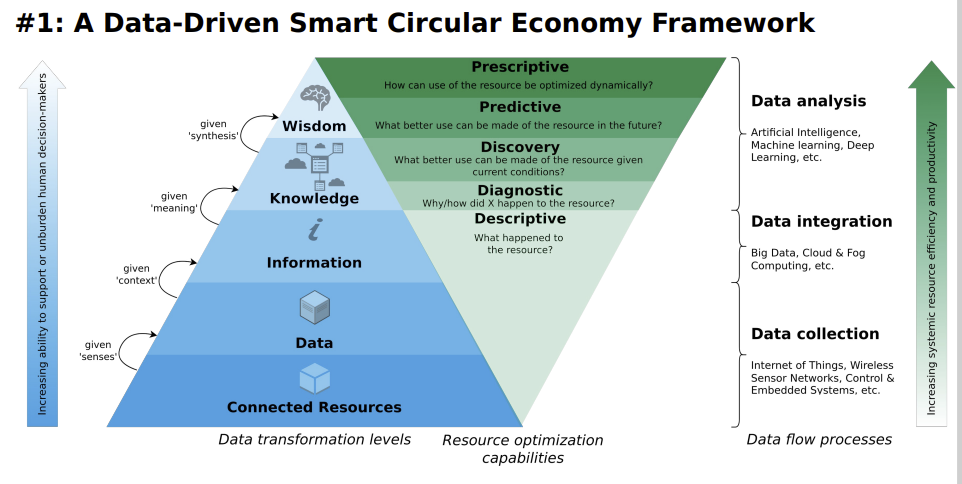 #1: A Data-Driven Smart Circular Economy Framework
Increasing ability to support or unburden human decision-makers
given
'synthesis'
given
'meaning'
given
'context'
given
'senses'
Wisdom
Knowledge
i
Information
Data
Connected Resources
Prescriptive
How can use of the resource be optimized dynamically?
Predictive
What better use can be made of the resource in the future?
Discovery
What better use can be made of the resource given
current conditions?
Diagnostic
Why/how did X happen to the resource?
Descriptive
What happened to
the resource?
Data analysis
Artificial Intelligence,
Machine learning, Deep
Learning, etc.
Data integration
Big Data, Cloud & Fog
Computing, etc.
Data collection
Internet of Things, Wireless
Sensor Networks, Control &
Embedded Systems, etc.
Increasing systemic resource efficiency and productivity
Data transformation levels
Resource optimization
capabilities
Data flow processes